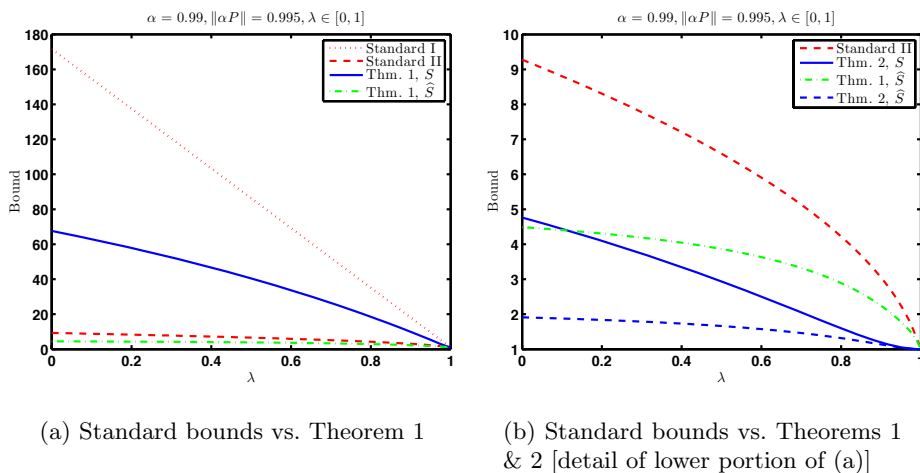 α = 0.99, ∥αP∥ = 0.995, λ ∈ [0, 1]
180
160
140
120
100
80
60
40
20
0
Bound
Standard I
Standard II
Thm. 1, S
Thm. 1, Ŝ
0 0.2 0.4 0.6 0.8 1
λ
(a) Standard bounds vs. Theorem 1
α = 0.99, ∥αP∥ = 0.995, λ ∈ [0, 1]
10
9
8
7
6
5
4
3
2
1
Bound
Standard II
Thm. 2, S
Thm. 1, Ŝ
Thm. 2, Ŝ
0 0.2 0.4 0.6 0.8 1
λ
(b) Standard bounds vs. Theorems 1
& 2 [detail of lower portion of (a)]